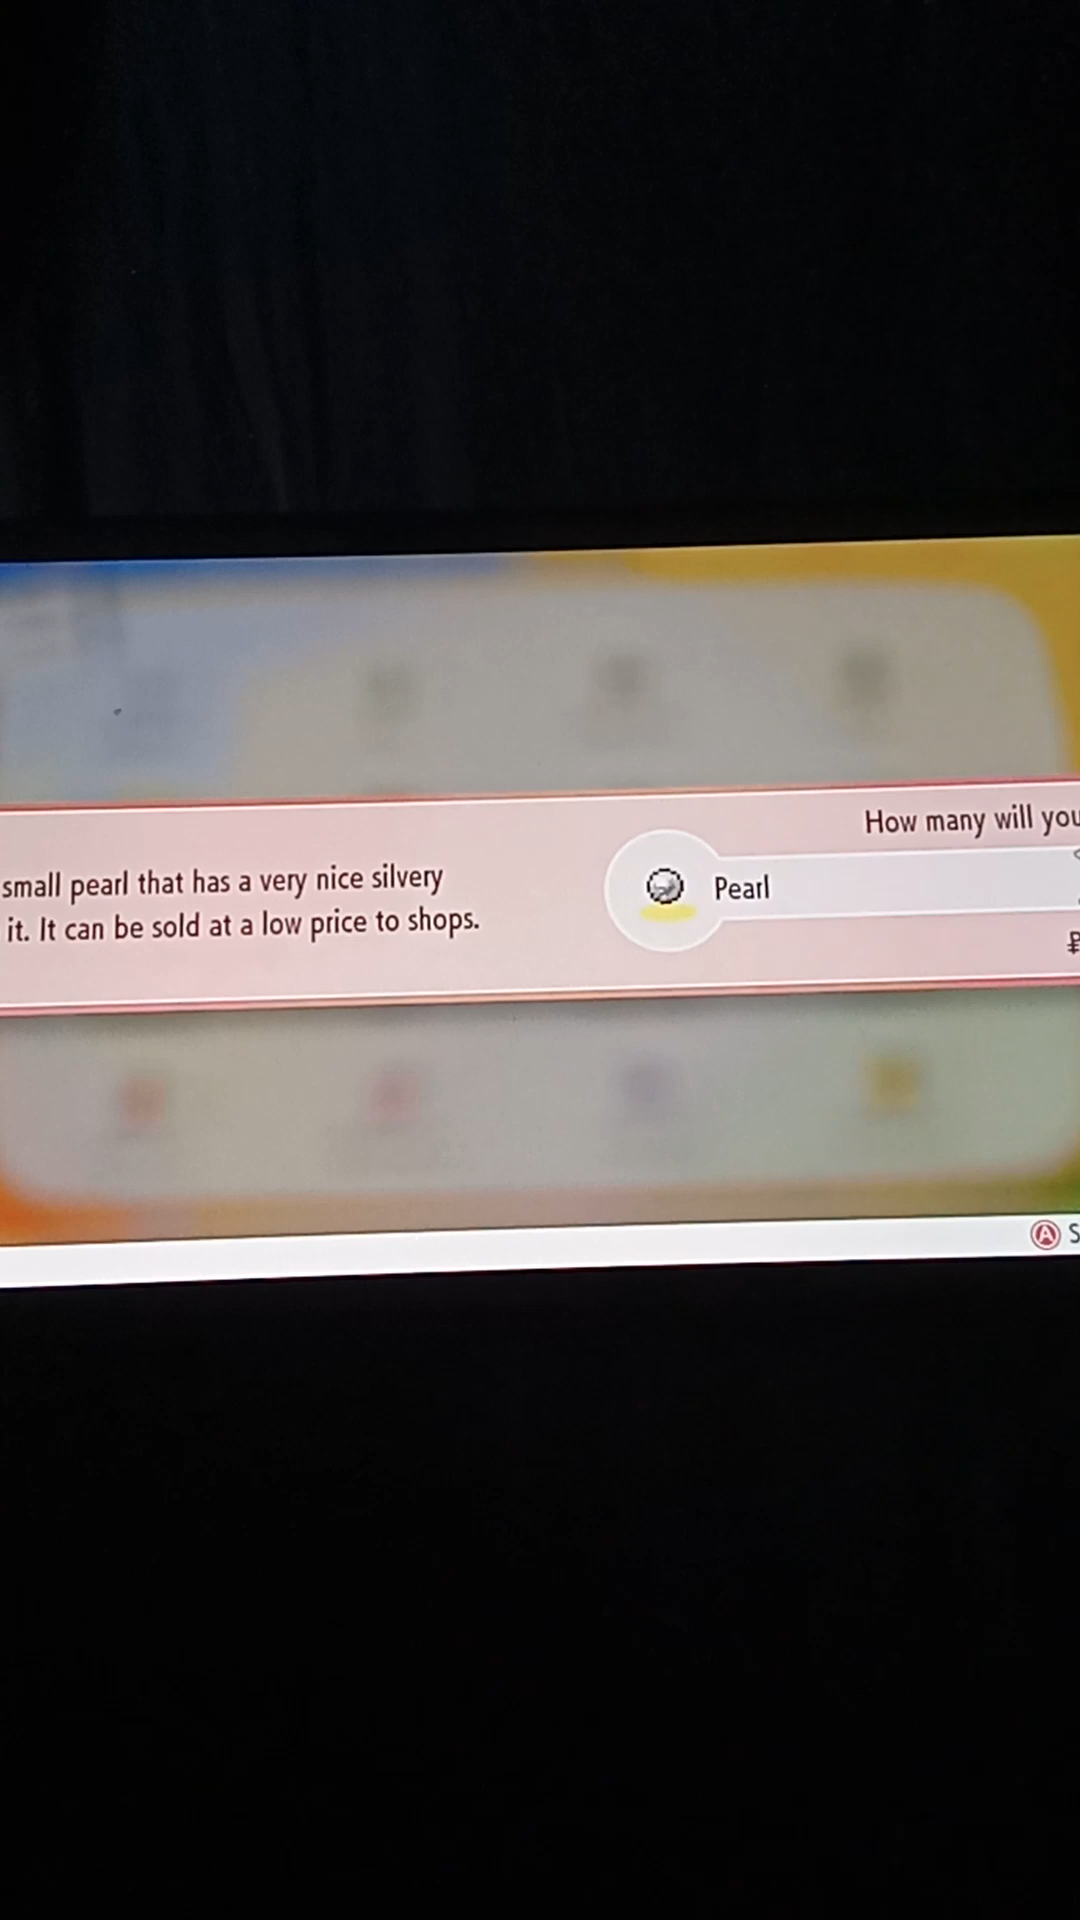 How many will you
small pearl that has a very nice silvery
it. It can be sold at a low price to shops.
Pearl
₽
A S